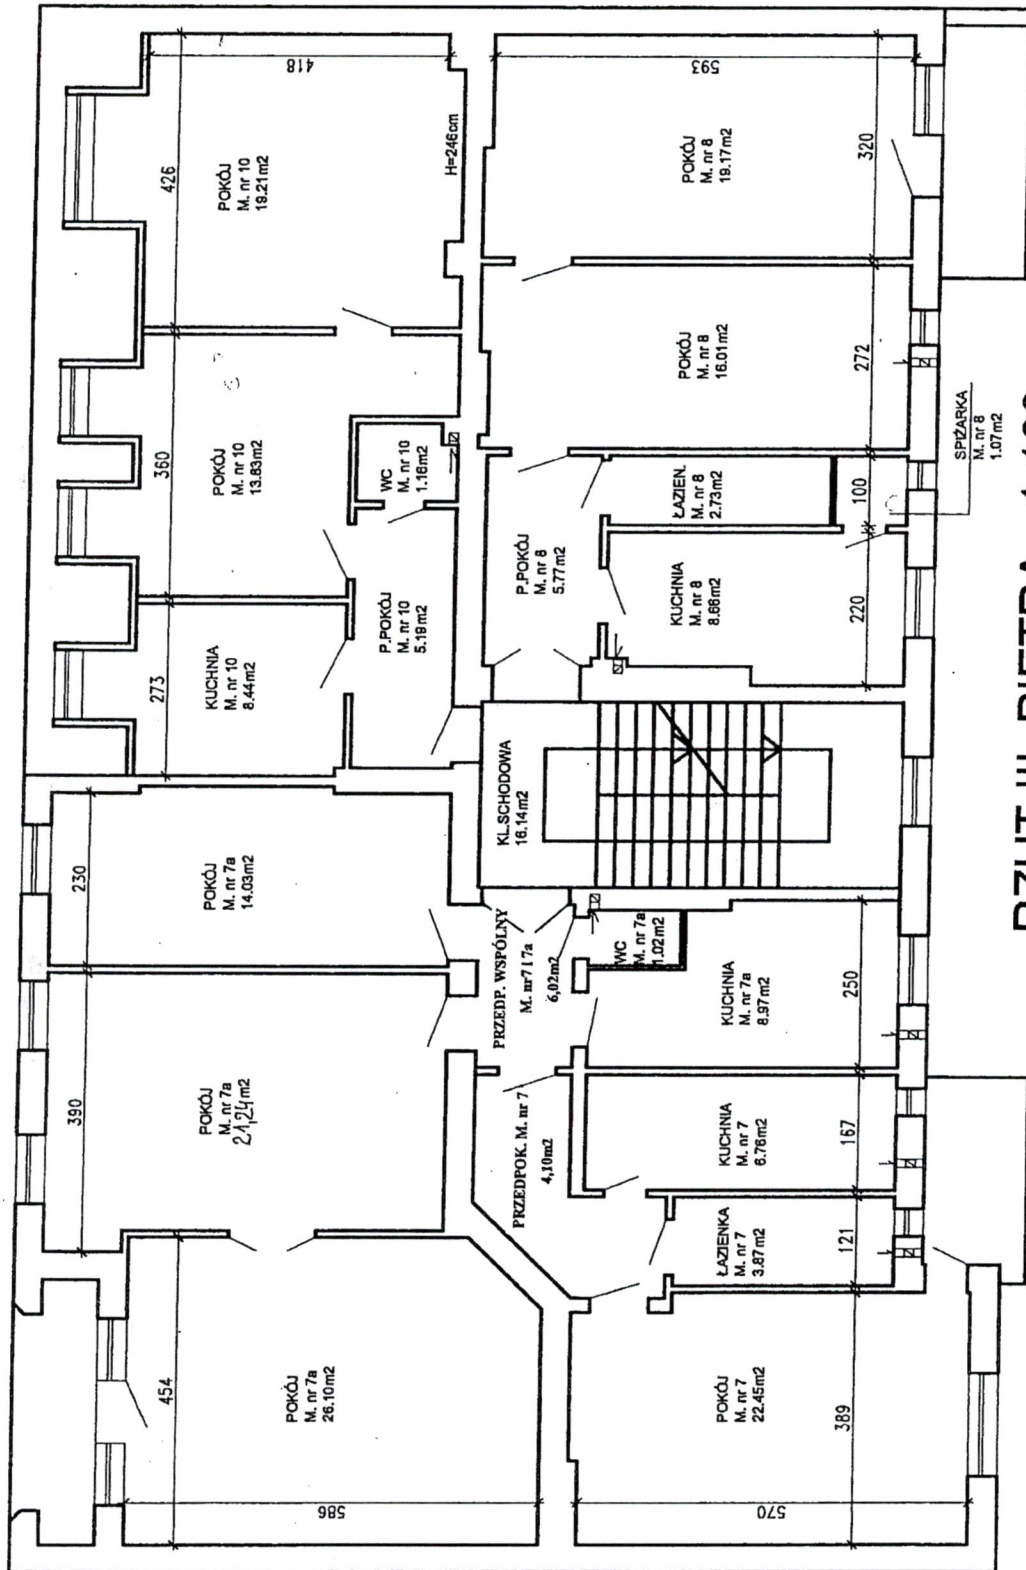 454
586
POKÓJ
M. nr 7a
26.10m2
390
POKÓJ
M. nr 7a
21,24m2
230
POKÓJ
M. nr 7a
14.03m2
273
KUCHNIA
M. nr 10
8.44m2
360
POKÓJ
M. nr 10
13.83m2
426
418
POKÓJ
M. nr 10
19.21m2
H=246cm
WC
M. nr 10
1.16m2
P.POKÓJ
M. nr 10
5.19m2
PRZEDPOK. M. nr 7
4,10m2
PRZEDP. WSPÓLNY
M. nr7 i 7a
6,02m2
KL.SCHODOWA
16.14m2
P.POKÓJ
M. nr 8
5.77m2
WC
M. nr 7a
1.02m2
POKÓJ
M. nr 7
22.45m2
570
389
ŁAZIENKA
M. nr 7
3.87m2
121
KUCHNIA
M. nr 7
6.76m2
167
KUCHNIA
M. nr 7a
8.97m2
250
KUCHNIA
M. nr 8
8.66m2
220
ŁAZIEN.
M. nr 8
2.73m2
100
POKÓJ
M. nr 8
16.01m2
272
POKÓJ
M. nr 8
19.17m2
593
320
SPIŻARKA
M. nr 8
1.07m2
RZUT III PIĘTRA